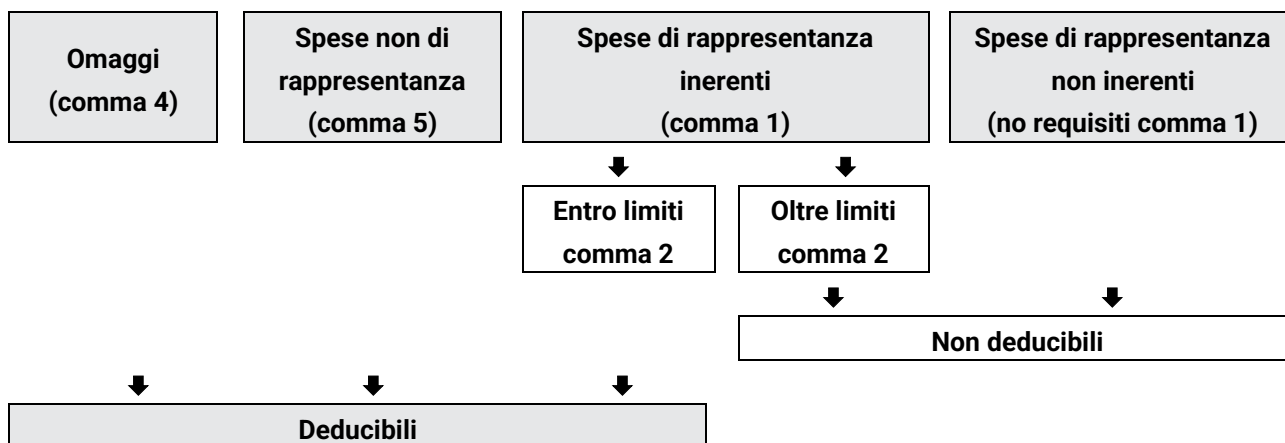 Omaggi
(comma 4)
Spese non di
rappresentanza
(comma 5)
Spese di rappresentanza
inerenti
(comma 1)
Spese di rappresentanza
non inerenti
(no requisiti comma 1)
Entro limiti
comma 2
Oltre limiti
comma 2
Non deducibili
Deducibili